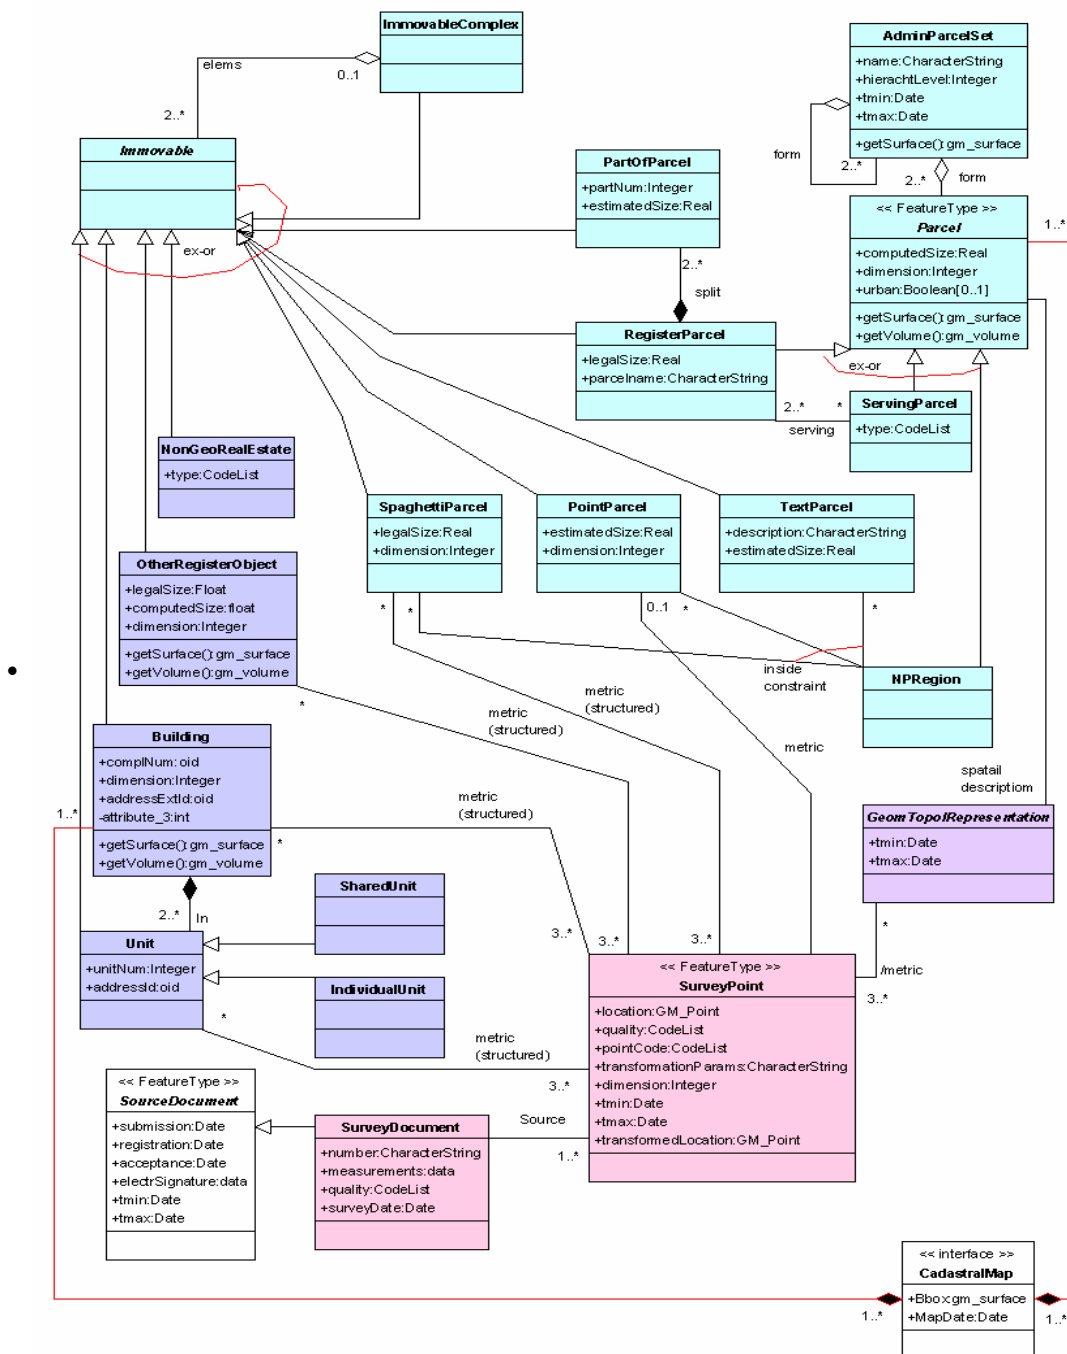 ImmovableComplex
elems
0..1
2..*
AdminParcelSet
+name:CharacterString
+hierachtLevel:Integer
+tmin:Date
+tmax:Date
+getSurface():gm_surface
form
2..*
2..*
form
Immovable
ex-or
PartOfParcel
+partNum:Integer
+estimatedSize:Real
2..*
split
<< FeatureType >>
Parcel
+computedSize:Real
+dimension:Integer
+urban:Boolean[0..1]
+getSurface():gm_surface
+getVolume():gm_volume
1..*
RegisterParcel
+legalSize:Real
+parcelname:CharacterString
ex-or
2..*
*
serving
ServingParcel
+type:CodeList
NonGeoRealEstate
+type:CodeList
SpaghettiParcel
+legalSize:Real
+dimension:Integer
PointParcel
+estimatedSize:Real
+dimension:Integer
TextParcel
+description:CharacterString
+estimatedSize:Real
OtherRegisterObject
+legalSize:Float
+computedSize:float
+dimension:Integer
+getSurface():gm_surface
+getVolume():gm_volume
*
*
*
0..1
*
*
inside
constraint
NPRegion
•
metric
(structured)
metric
(structured)
metric
Building
+complNum:oid
+dimension:Integer
+addressExtId:oid
-attribute_3:int
+getSurface():gm_surface
+getVolume():gm_volume
1..*
*
metric
(structured)
spatail
descriptiom
GeomTopolRepresentation
+tmin:Date
+tmax:Date
2..*
In
SharedUnit
Unit
+unitNum:Integer
+addressId:oid
*
IndividualUnit
3..*
3..*
3..*
*
/metric
3..*
<< FeatureType >>
SurveyPoint
+location:GM_Point
+quality:CodeList
+pointCode:CodeList
+transformationParams:CharacterString
+dimension:Integer
+tmin:Date
+tmax:Date
+transformedLocation:GM_Point
metric
(structured)
3..*
<< FeatureType >>
SourceDocument
+submission:Date
+registration:Date
+acceptance:Date
+electrSignature:data
+tmin:Date
+tmax:Date
SurveyDocument
+number:CharacterString
+measurements:data
+quality:CodeList
+surveyDate:Date
Source
1..*
<< interface >>
CadastralMap
+Bbox:gm_surface
+MapDate:Date
1..*
1..*